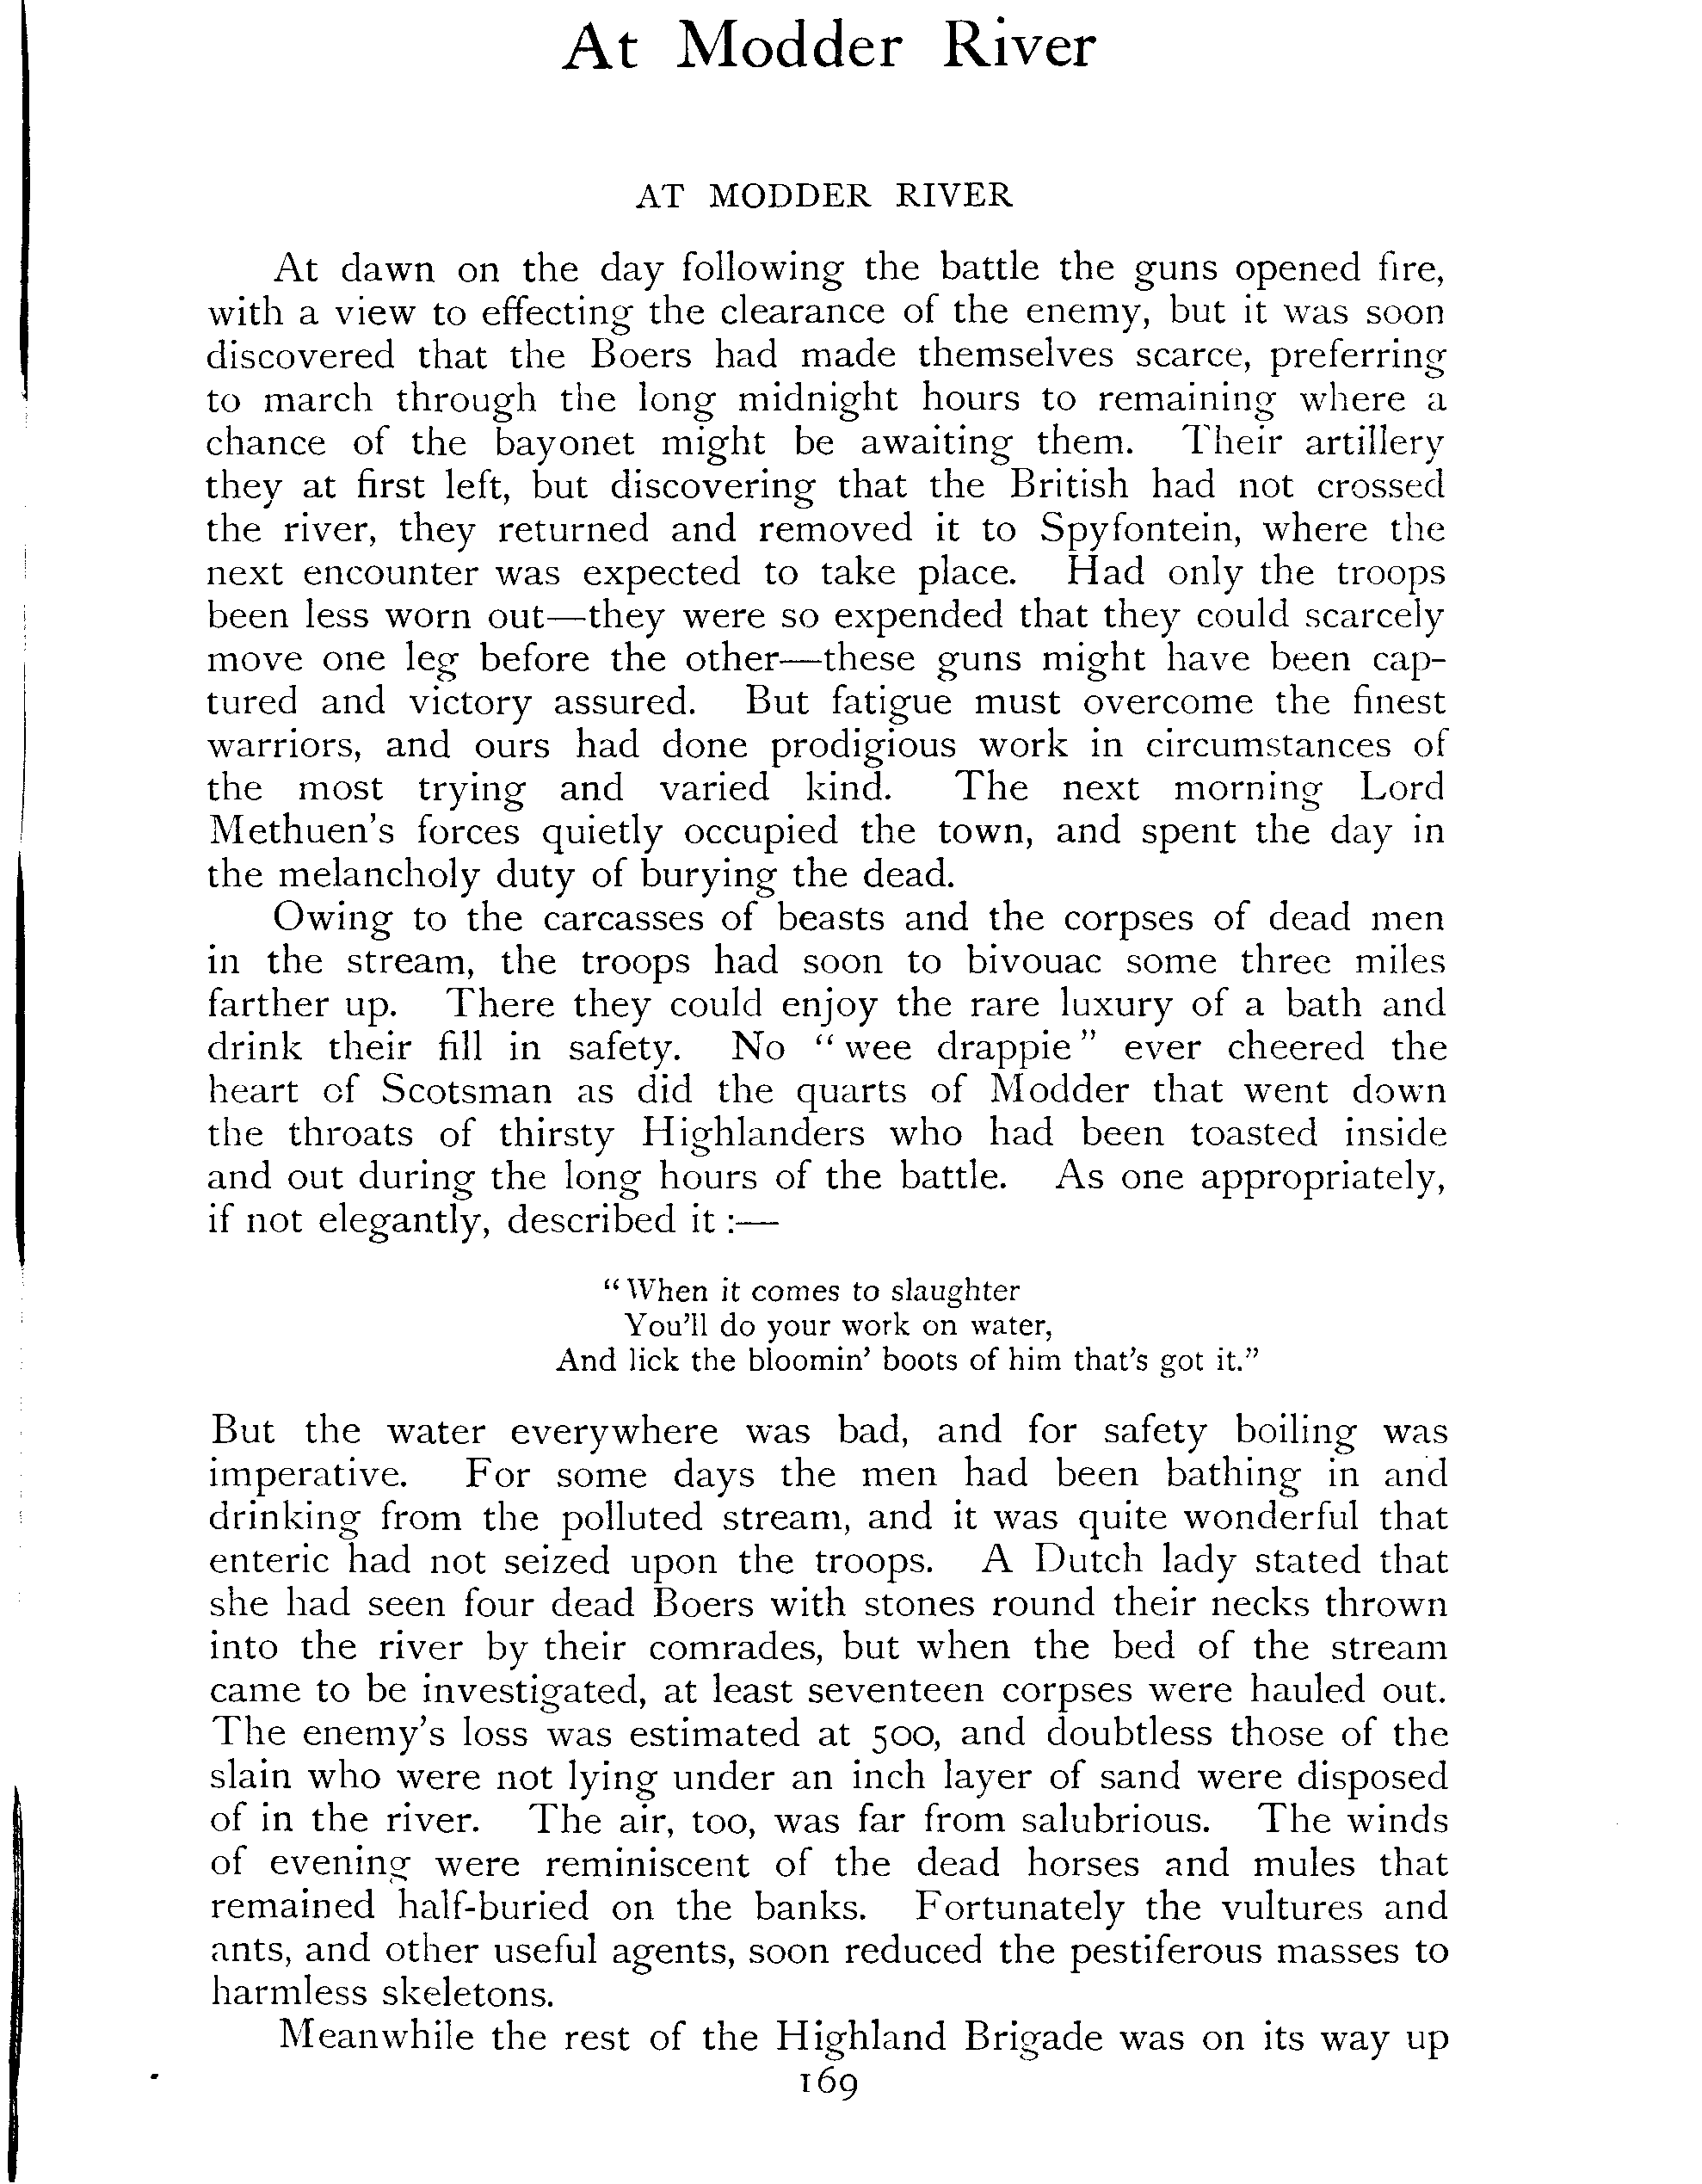 At Modder River
AT MODDER RIVER
At dawn on the day following the battle the guns opened fire,
with a view to effecting the clearance of the enemy, but it was soon
discovered that the Boers had made themselves scarce, preferring
to march through the long midnight hours to remaining where a
chance of the bayonet might be awaiting them. Their artillery
they at first left, but discovering that the British had not crossed
the river, they returned and removed it to Spyfontein, where the
next encounter was expected to take place. Had only the troops
been less worn out—they were so expended that they could scarcely
move one leg before the other—these guns might have been cap-
tured and victory assured. But fatigue must overcome the finest
warriors, and ours had done prodigious work in circumstances of
the most trying and varied kind. The next morning Lord
Methuen's forces quietly occupied the town, and spent the day in
the melancholy duty of burying the dead.
Owing to the carcasses of beasts and the corpses of dead men
in the stream, the troops had soon to bivouac some three miles
farther up. There they could enjoy the rare luxury of a bath and
drink their fill in safety. No "wee drappie" ever cheered the
heart of Scotsman as did the quarts of Modder that went down
the throats of thirsty Highlanders who had been toasted inside
and out during the long hours of the battle. As one appropriately,
if not elegantly, described it :—
"When it comes to slaughter
You'll do your work on water,
And lick the bloomin' boots of him that's got it."
But the water everywhere was bad, and for safety boiling was
imperative. For some days the men had been bathing in and
drinking from the polluted stream, and it was quite wonderful that
enteric had not seized upon the troops. A Dutch lady stated that
she had seen four dead Boers with stones round their necks thrown
into the river by their comrades, but when the bed of the stream
came to be investigated, at least seventeen corpses were hauled out.
The enemy's loss was estimated at 500, and doubtless those of the
slain who were not lying under an inch layer of sand were disposed
of in the river. The air, too, was far from salubrious. The winds
of evening were reminiscent of the dead horses and mules that
remained half-buried on the banks. Fortunately the vultures and
ants, and other useful agents, soon reduced the pestiferous masses to
harmless skeletons.
Meanwhile the rest of the Highland Brigade was on its way up
169